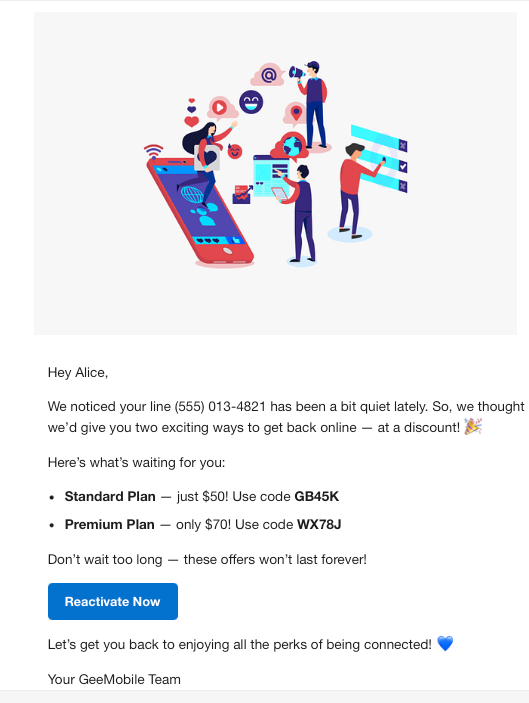 Hey Alice,
We noticed your line (555) 013-4821 has been a bit quiet lately. So, we thought
we’d give you two exciting ways to get back online — at a discount! 🎉
Here’s what’s waiting for you:
• Standard Plan — just $50! Use code GB45K
• Premium Plan — only $70! Use code WX78J
Don’t wait too long — these offers won’t last forever!
Reactivate Now
Let’s get you back to enjoying all the perks of being connected! 💙
Your GeeMobile Team